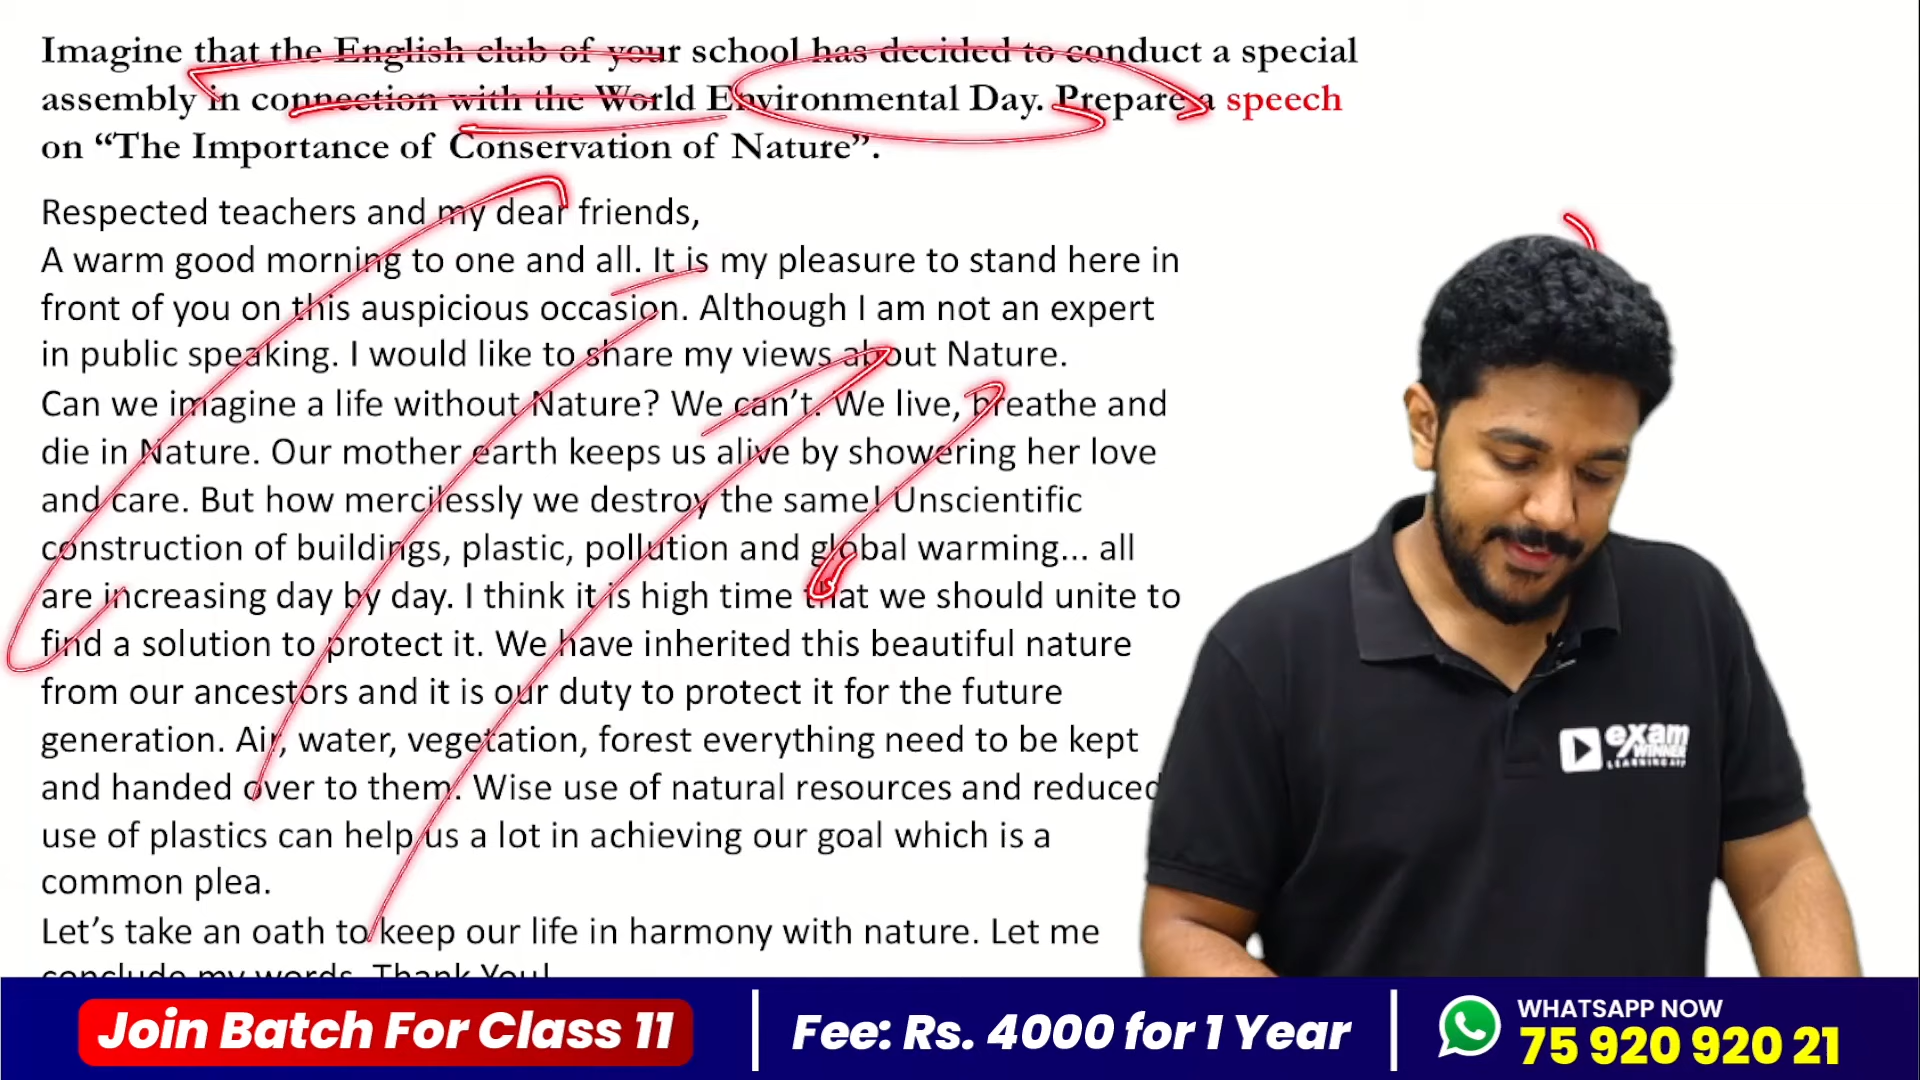 Imagine that the English club of your school has decided to conduct a special
assembly in connection with the World Environmental Day. Prepare a speech
on “The Importance of Conservation of Nature”.
Respected teachers and my dear friends,
A warm good morning to one and all. It is my pleasure to stand here in
front of you on this auspicious occasion. Although I am not an expert
in public speaking. I would like to share my views about Nature.
Can we imagine a life without Nature? We can’t. We live, breathe and
die in Nature. Our mother earth keeps us alive by showering her love
and care. But how mercilessly we destroy the same! Unscientific
construction of buildings, plastic, pollution and global warming... all
are increasing day by day. I think it is high time that we should unite to
find a solution to protect it. We have inherited this beautiful nature
from our ancestors and it is our duty to protect it for the future
generation. Air, water, vegetation, forest everything need to be kept
and handed over to them. Wise use of natural resources and reduced
use of plastics can help us a lot in achieving our goal which is a
common plea.
Let’s take an oath to keep our life in harmony with nature. Let me
conclude my words. Thank You!
exam
WINNER
LEARNING APP
Join Batch For Class 11
Fee: Rs. 4000 for 1 Year
WHATSAPP NOW
75 920 920 21